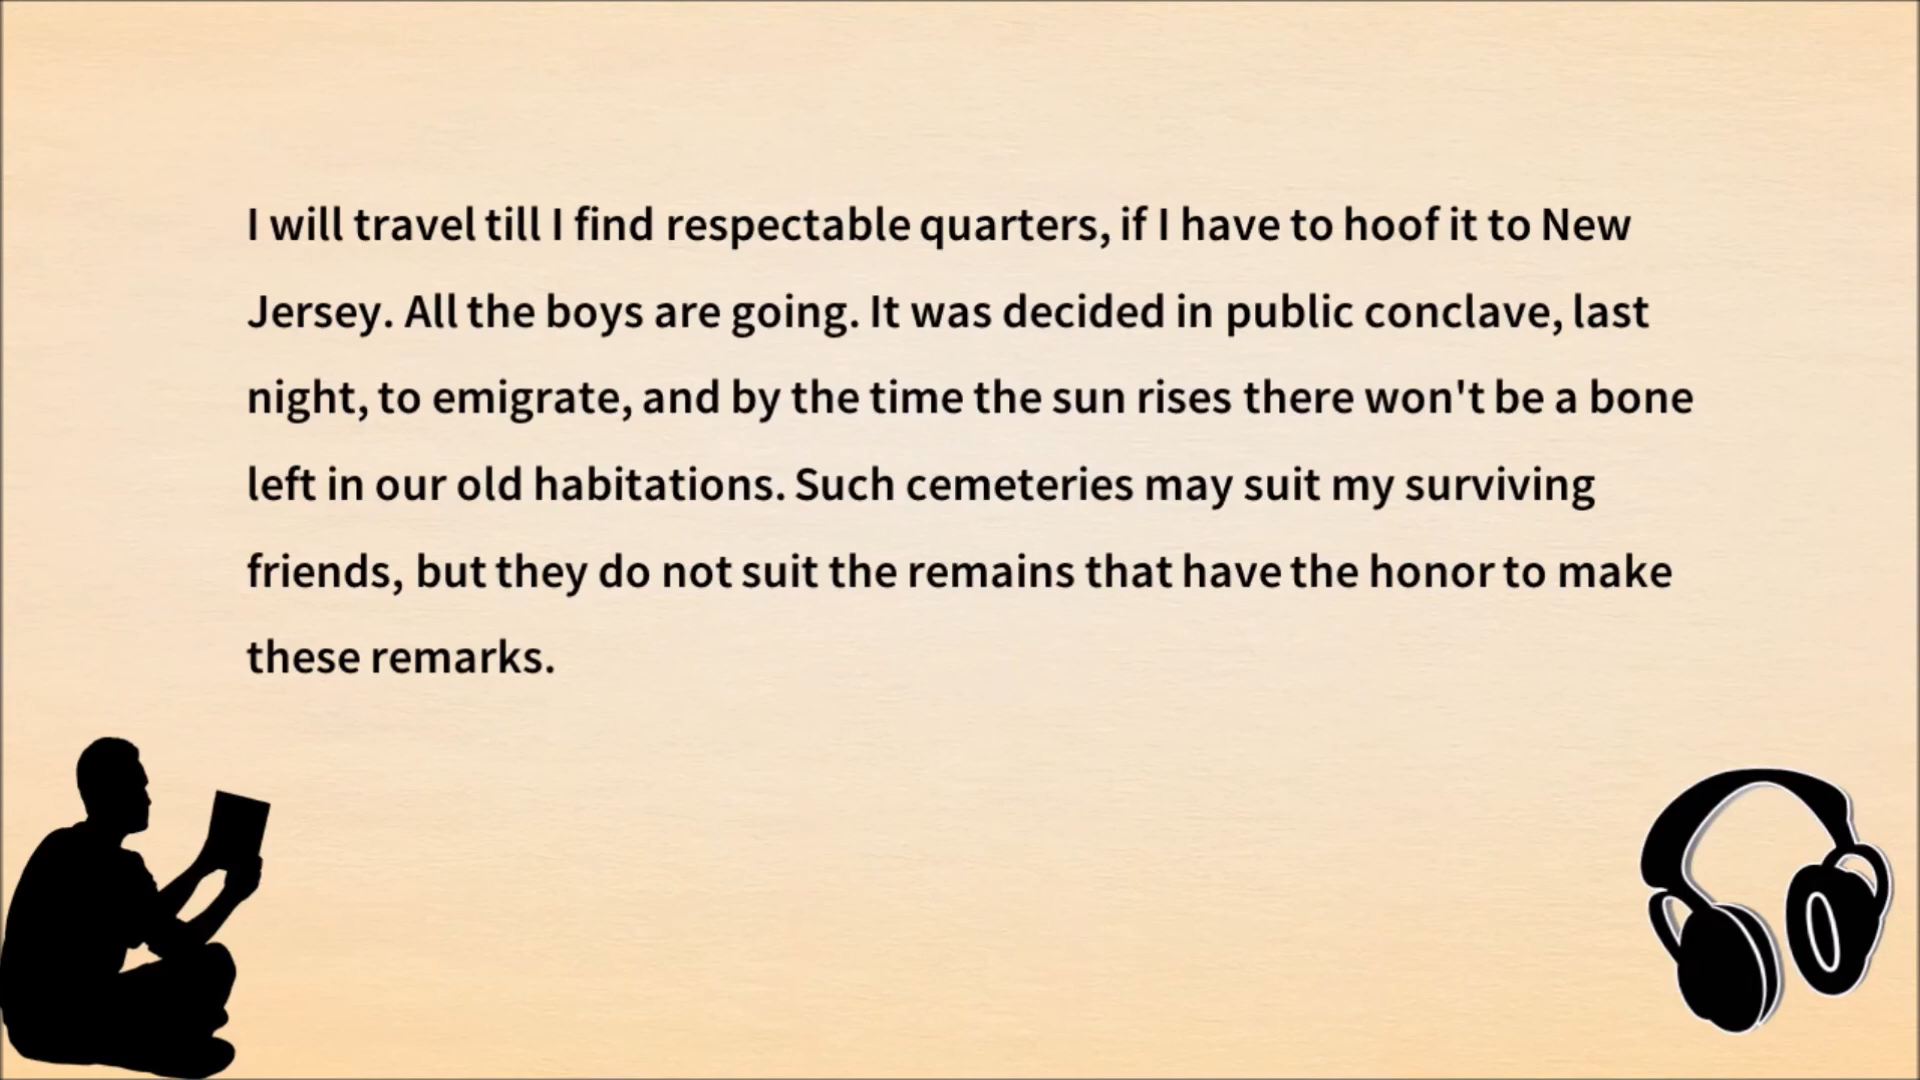 I will travel till I find respectable quarters, if I have to hoof it to New
Jersey. All the boys are going. It was decided in public conclave, last
night, to emigrate, and by the time the sun rises there won't be a bone
left in our old habitations. Such cemeteries may suit my surviving
friends, but they do not suit the remains that have the honor to make
these remarks.